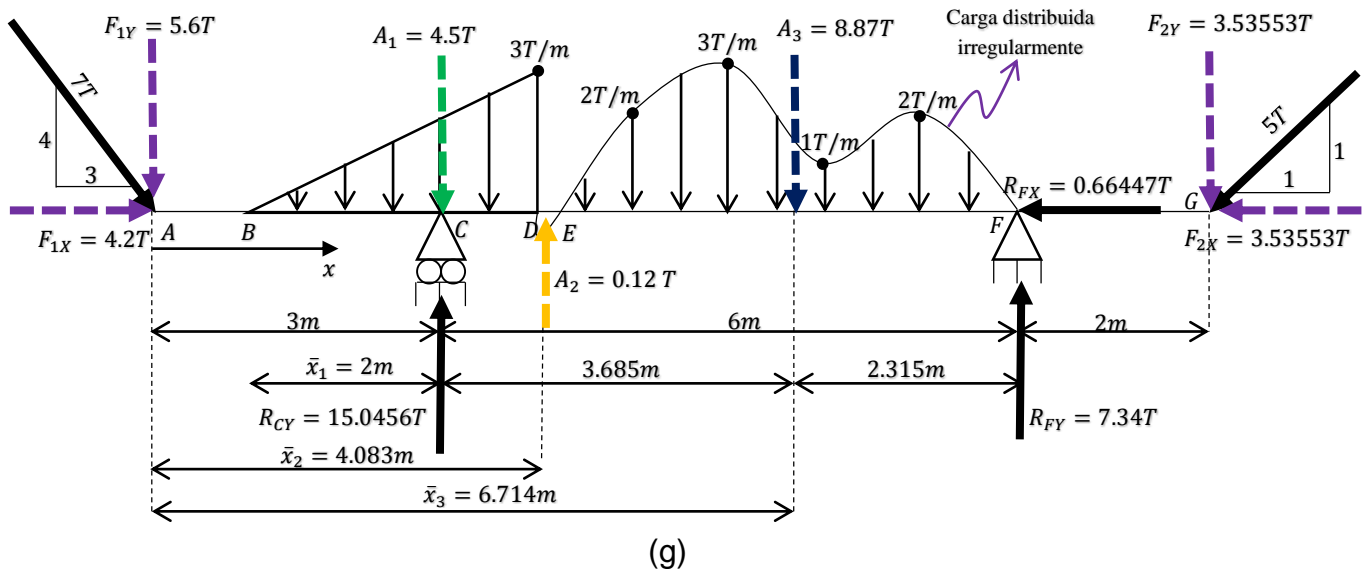 F_{1Y} = 5.6T
A_1 = 4.5T
3T/m
3T/m
A_3 = 8.87T
Carga distribuida
irregularmente
F_{2Y} = 3.53553T
7T
4
3
2T/m
1T/m
2T/m
5T
1
1
R_{FX} = 0.66447T
F_{1X} = 4.2T
A
B
C
D
E
F
G
F_{2X} = 3.53553T
x
A_2 = 0.12 T
3m
6m
2m
x̄_1 = 2m
3.685m
2.315m
R_{CY} = 15.0456T
R_{FY} = 7.34T
x̄_2 = 4.083m
x̄_3 = 6.714m
(g)